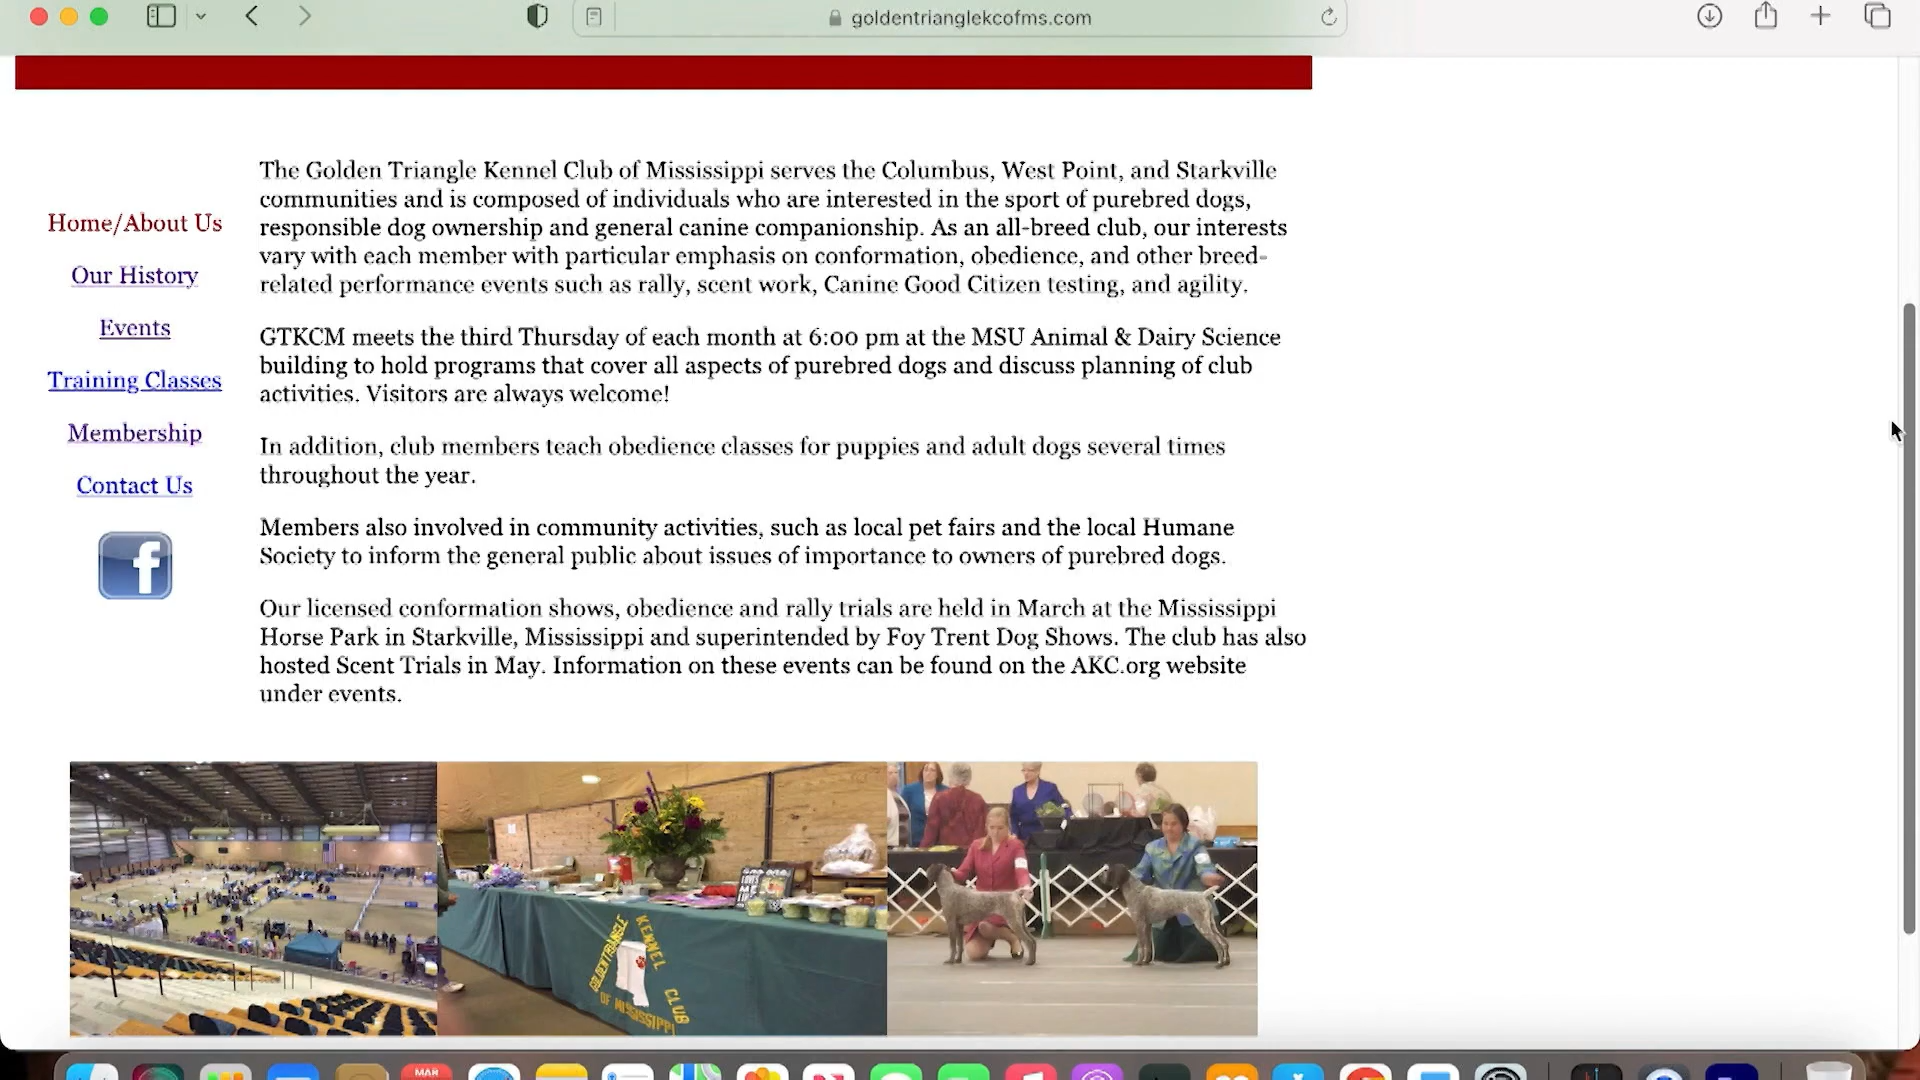 goldentrianglekcofms.com
Home/About Us
Our History
Events
Training Classes
Membership
Contact Us
f
The Golden Triangle Kennel Club of Mississippi serves the Columbus, West Point, and Starkville
communities and is composed of individuals who are interested in the sport of purebred dogs,
responsible dog ownership and general canine companionship. As an all-breed club, our interests
vary with each member with particular emphasis on conformation, obedience, and other breed-
related performance events such as rally, scent work, Canine Good Citizen testing, and agility.
GTKCM meets the third Thursday of each month at 6:00 pm at the MSU Animal & Dairy Science
building to hold programs that cover all aspects of purebred dogs and discuss planning of club
activities. Visitors are always welcome!
In addition, club members teach obedience classes for puppies and adult dogs several times
throughout the year.
Members also involved in community activities, such as local pet fairs and the local Humane
Society to inform the general public about issues of importance to owners of purebred dogs.
Our licensed conformation shows, obedience and rally trials are held in March at the Mississippi
Horse Park in Starkville, Mississippi and superintended by Foy Trent Dog Shows. The club has also
hosted Scent Trials in May. Information on these events can be found on the AKC.org website
under events.
GOLDEN TRIANGLE
KENNEL CLUB
OF MISSISSIPPI
MAR